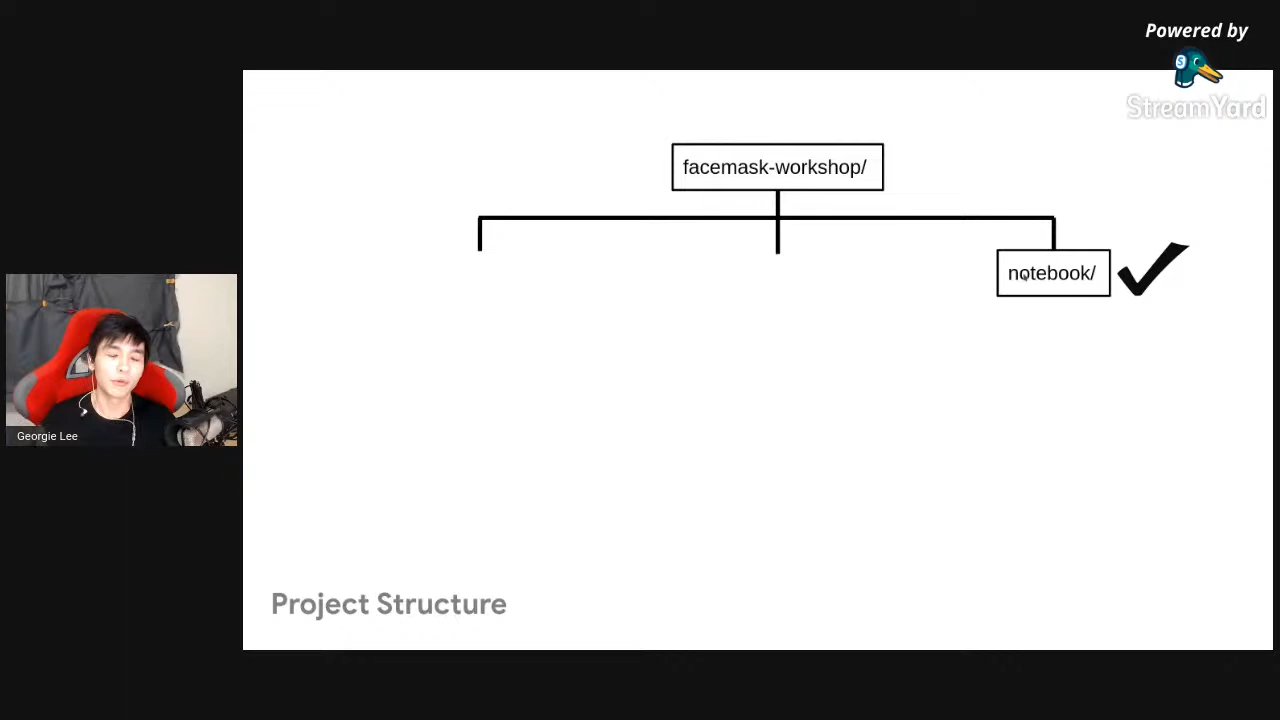 Powered by
StreamYard
facemask-workshop/
notebook/
Georgie Lee
Project Structure